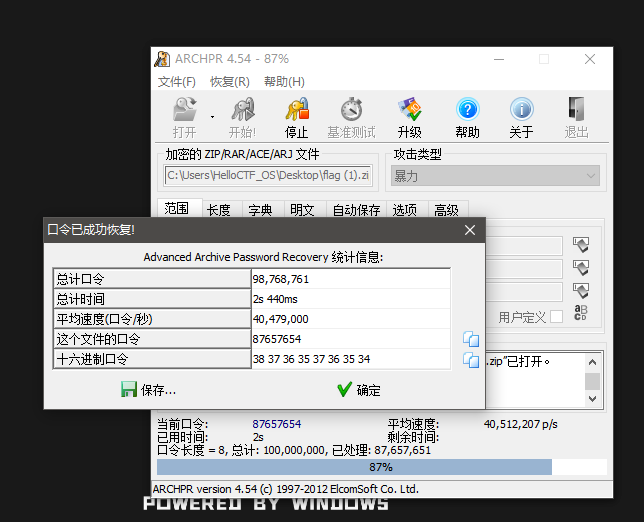 ARCHPR 4.54 - 87%
文件(F) 恢复(R) 帮助(H)
打开 开始! 停止 基准测试 升级 帮助 关于 退出
加密的 ZIP/RAR/ACE/ARJ 文件 攻击类型
C:\Users\HelloCTF_OS\Desktop\flag (1).zi 暴力
范围 长度 字典 明文 自动保存 选项 高级
口令已成功恢复!
Advanced Archive Password Recovery 统计信息:
总计口令 98,768,761
总计时间 2s 440ms
平均速度(口令/秒) 40,479,000
用户定义
这个文件的口令 87657654
十六进制口令 38 37 36 35 37 36 35 34
.zip"已打开。
保存... 确定
当前口令: 87657654 平均速度: 40,512,207 p/s
已用时间: 2s 剩余时间:
口令长度 = 8, 总计: 100,000,000, 已处理: 87,657,651
87%
ARCHPR version 4.54 (c) 1997-2012 ElcomSoft Co. Ltd.
POWERED BY WINDOWS